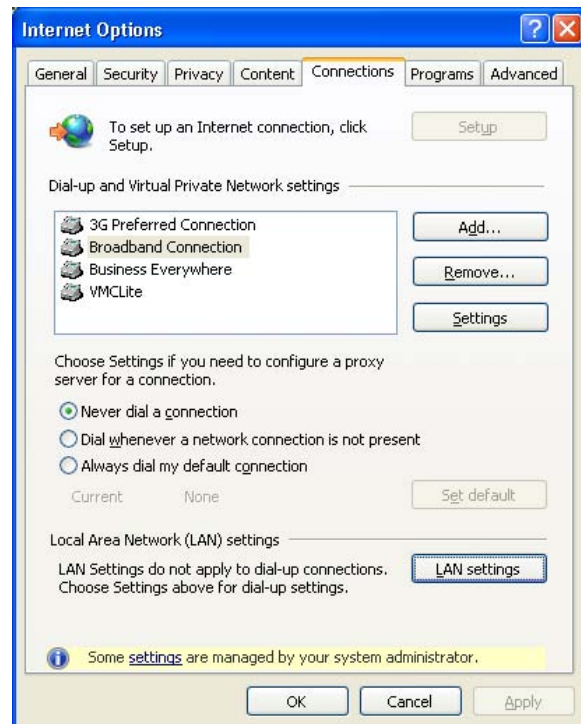 Internet Options
General Security Privacy Content Connections Programs Advanced
To set up an Internet connection, click
Setup.
Setup
Dial-up and Virtual Private Network settings
3G Preferred Connection
Broadband Connection
Business Everywhere
VMCLite
Add...
Remove...
Settings
Choose Settings if you need to configure a proxy
server for a connection.
Never dial a connection
Dial whenever a network connection is not present
Always dial my default connection
Current None
Set default
Local Area Network (LAN) settings
LAN Settings do not apply to dial-up connections.
Choose Settings above for dial-up settings.
LAN settings
Some settings are managed by your system administrator.
OK Cancel Apply